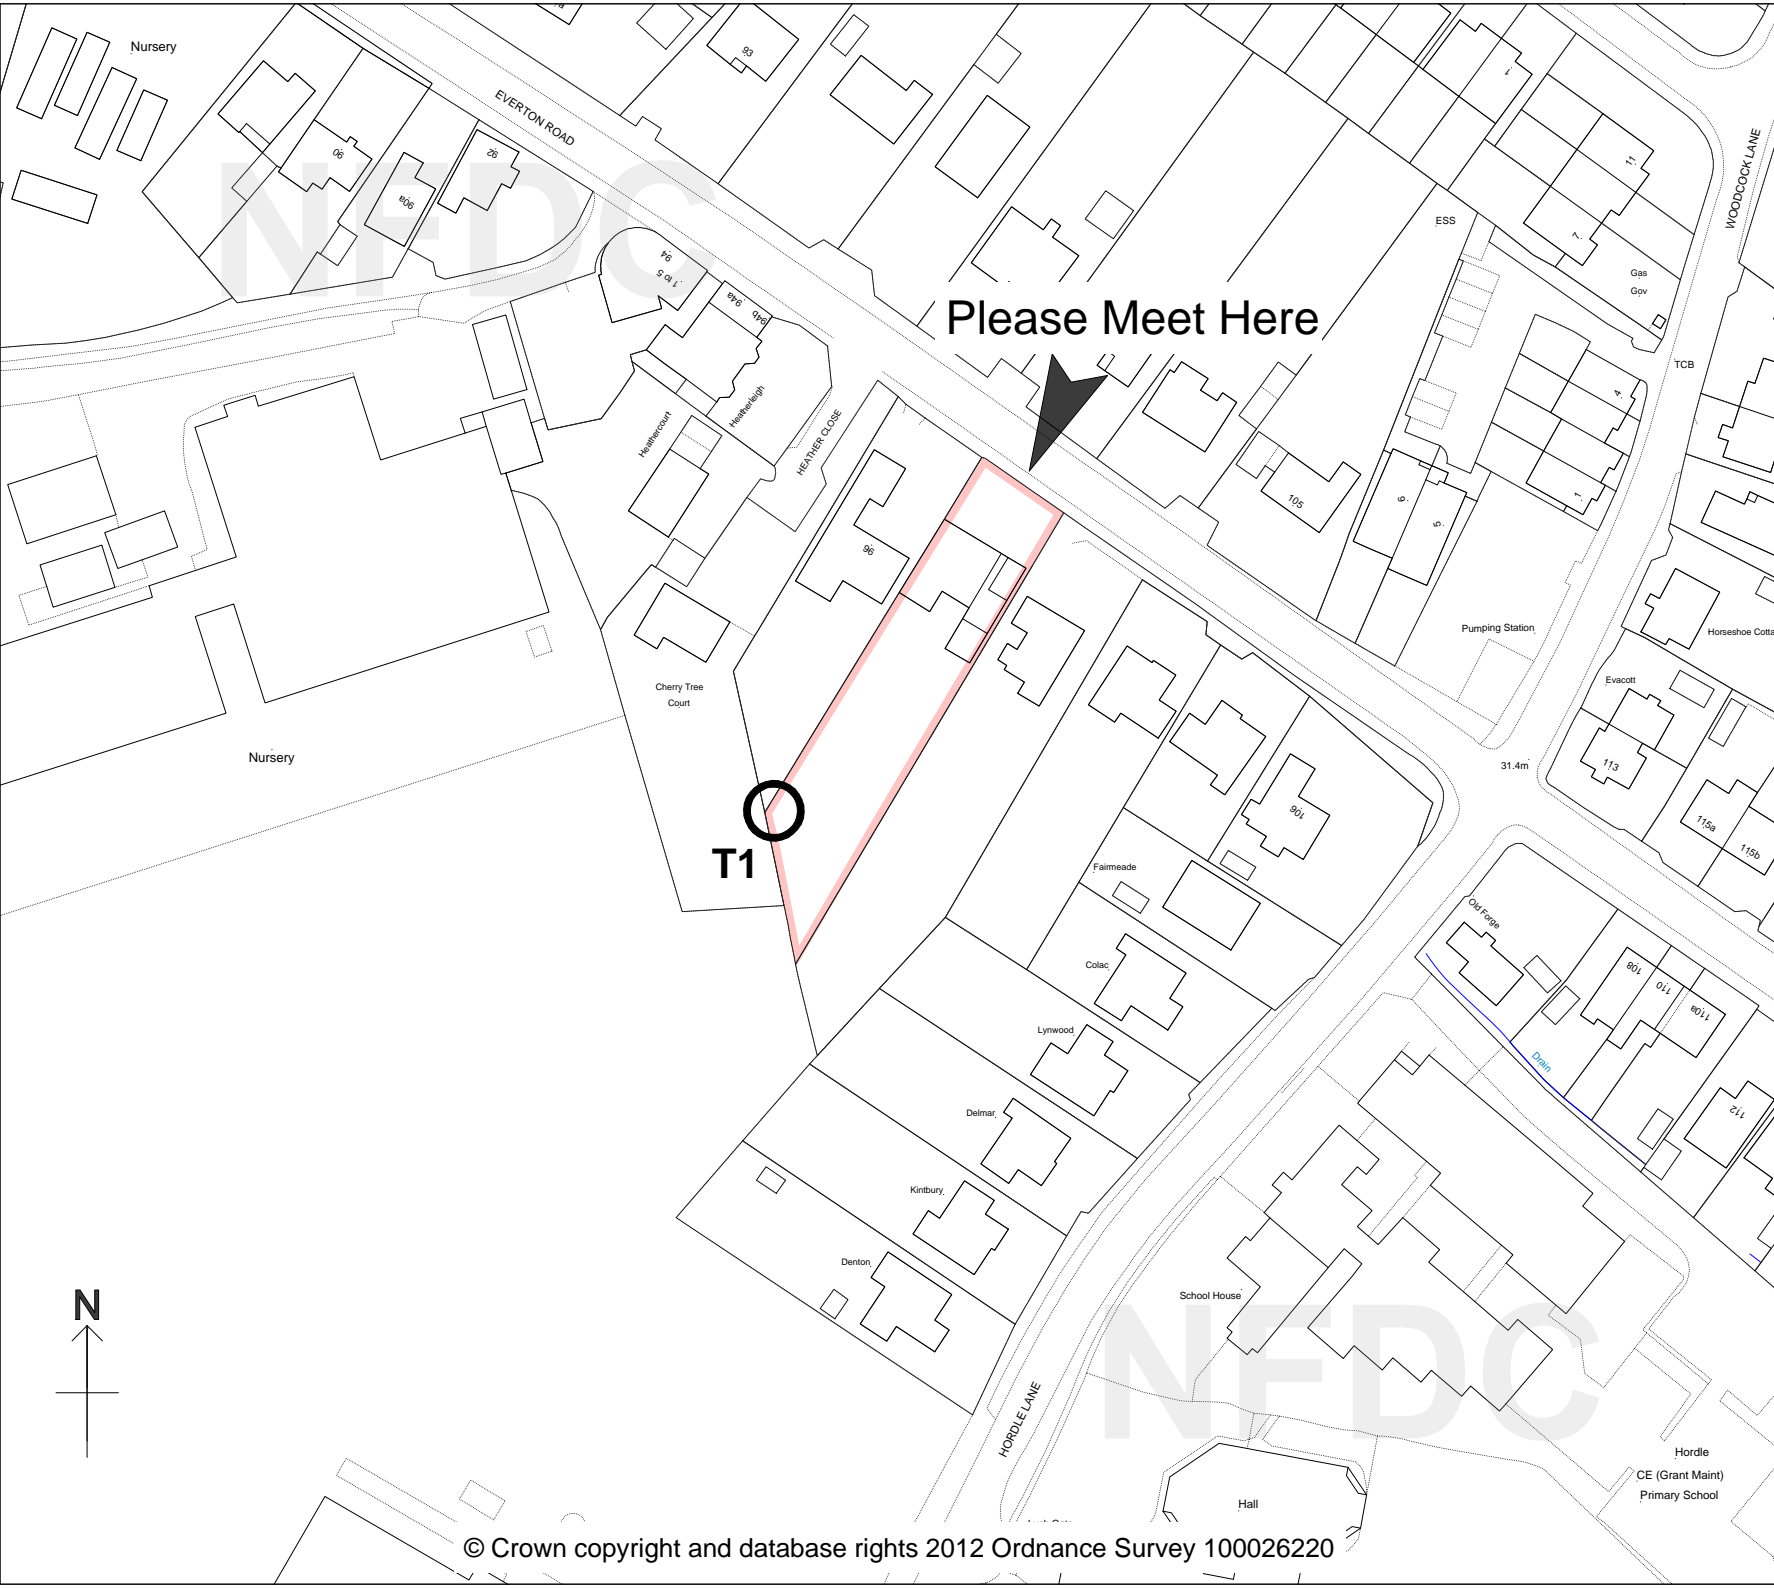 Nursery
93
EVERTON ROAD
1
90
92
90a
11
WOODCOCK LANE
7
ESS
94
1 to 5
Gas
Gov
94a
94b
Please Meet Here
TCB
Heatherleigh
Heathercourt
HEATHER CLOSE
4
105
6
5
1
96
Pumping Station
Horseshoe Cotta
Evacott
Cherry Tree
Court
Nursery
31.4m
113
106
115a
115b
T1
Fairmeade
Old Forge
Colac
108
110
110a
Lynwood
Drain
Delmar
112
Kintbury
Denton
N
School House
HORDLE LANE
Hordle
CE (Grant Maint)
Primary School
Hall
© Crown copyright and database rights 2012 Ordnance Survey 100026220
NFDC
NFDC